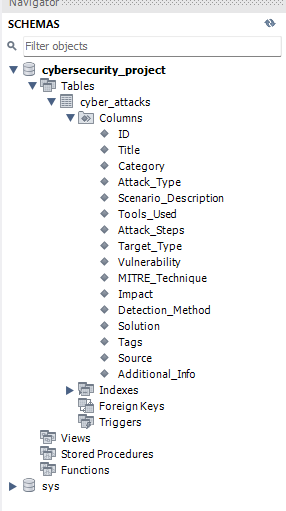 Navigator
SCHEMAS
Filter objects
cybersecurity_project
Tables
cyber_attacks
Columns
ID
Title
Category
Attack_Type
Scenario_Description
Tools_Used
Attack_Steps
Target_Type
Vulnerability
MITRE_Technique
Impact
Detection_Method
Solution
Tags
Source
Additional_Info
Indexes
Foreign Keys
Triggers
Views
Stored Procedures
Functions
sys